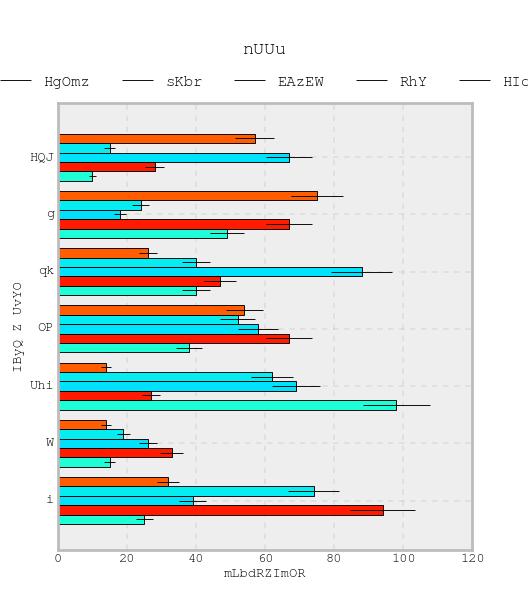 nUUu
HgOmz sKbr EAzEW RhY
HQJ
g
qk
OP
Uhi
W
i
IByQ Z UvYO
0 20 40 60 80 100 120
mLbdRZImOR